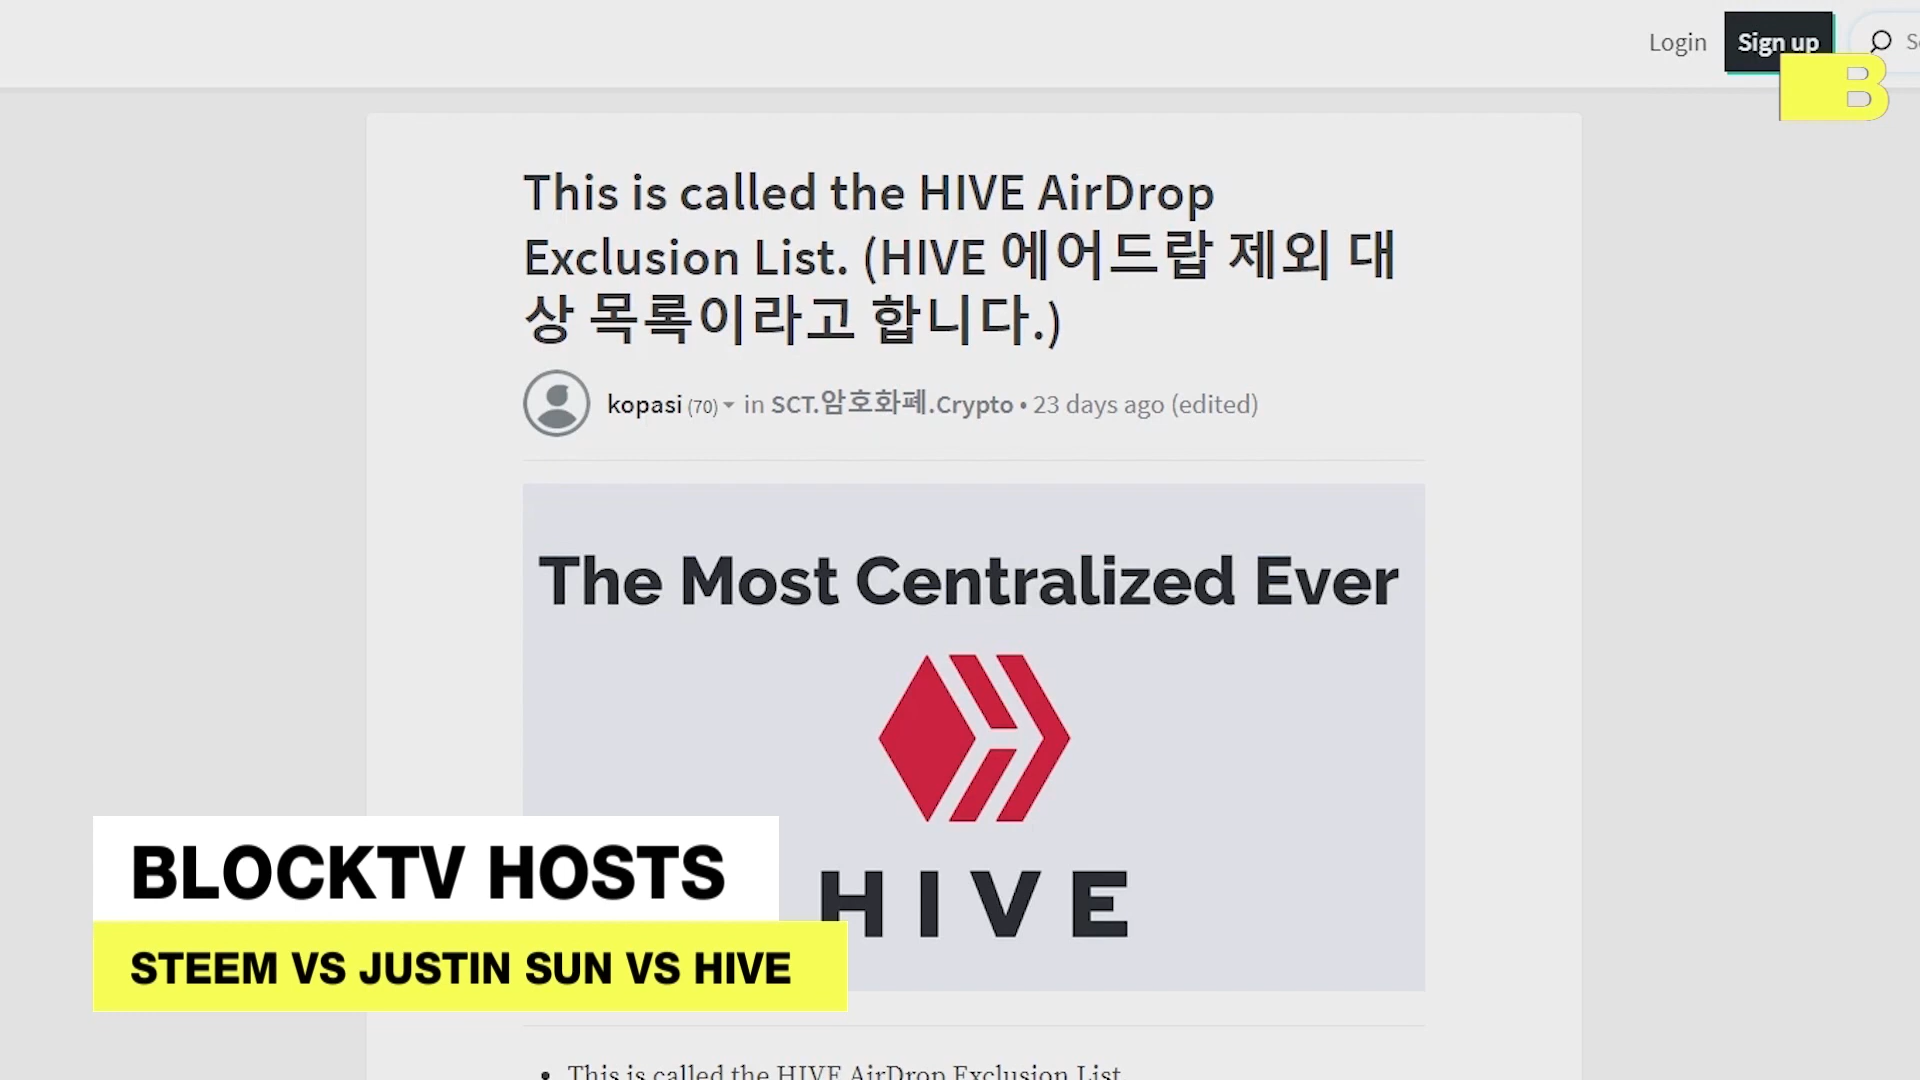 Login
Sign up
B
This is called the HIVE AirDrop
Exclusion List. (HIVE 에어드랍 제외 대
상 목록이라고 합니다.)
kopasi (70) in SCT.암호화폐.Crypto • 23 days ago (edited)
The Most Centralized Ever
HIVE
BLOCKTV HOSTS
STEEM VS JUSTIN SUN VS HIVE
• This is called the HIVE AirDrop Exclusion List.